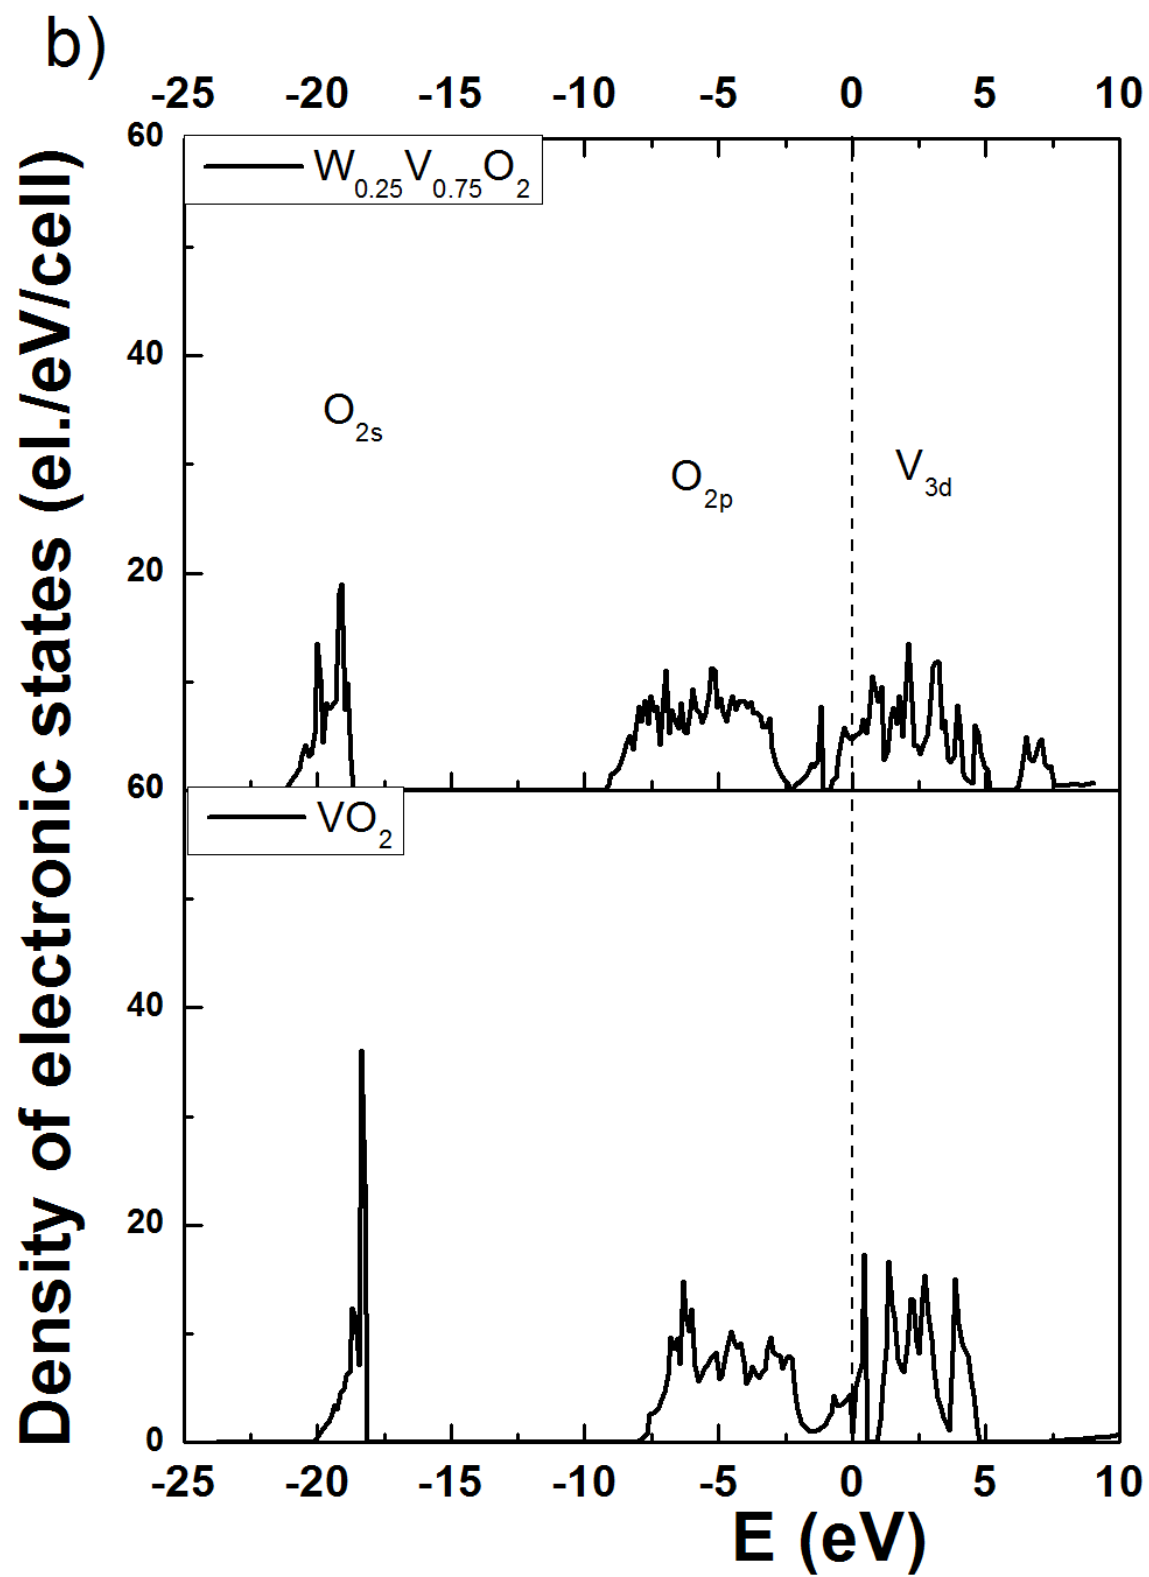 b)
-25 -20 -15 -10 -5 0 5 10
60
W0.25V0.75O2
40
O2s
V3d
O2p
20
60
VO2
40
20
0
-25 -20 -15 -10 -5 0 5 10
E (eV)
Density of electronic states (el./eV/cell)